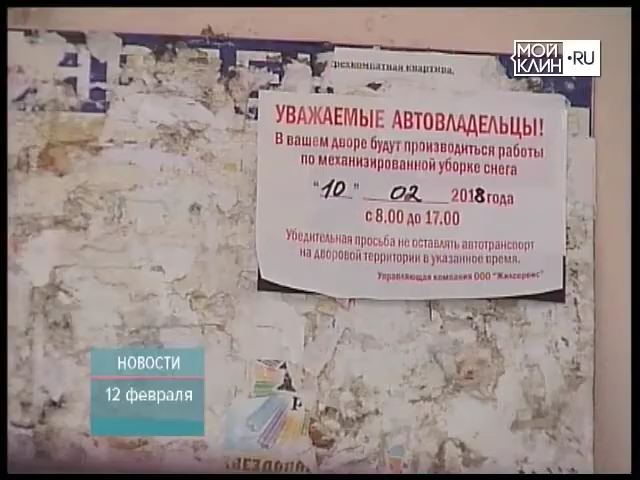 МОЙ
КЛИН
.RU
трехкомнатная квартира,
УВАЖАЕМЫЕ АВТОВЛАДЕЛЬЦЫ!
В вашем дворе будут производиться работы
по механизированной уборке снега
"10" 02 2018 года
с 8.00 до 17.00
Убедительная просьба не оставлять автотранспорт
на дворовой территории в указанное время.
Управляющая компания ООО "Жилсервис"
НОВОСТИ
12 февраля